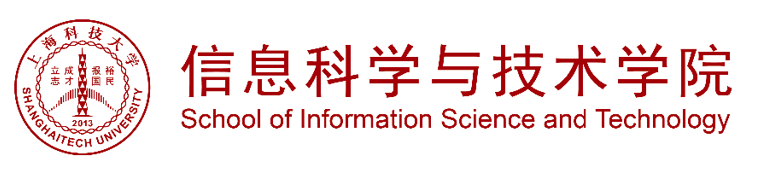 上海科技大学
立志 成才 报国 裕民
2013
SHANGHAITECH UNIVERSITY
信息科学与技术学院
School of Information Science and Technology